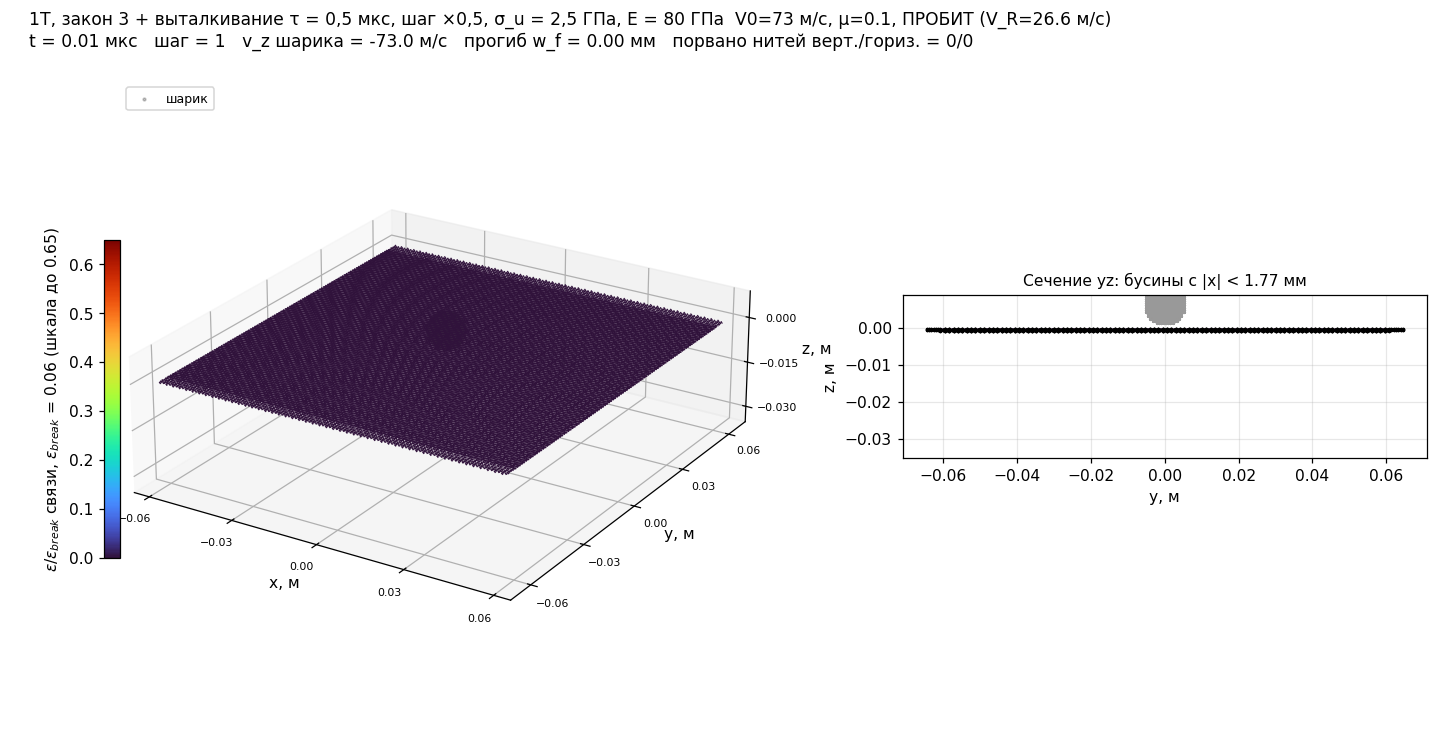 1Т, закон 3 + выталкивание τ = 0,5 мкс, шаг ×0,5, σ_u = 2,5 ГПа, E = 80 ГПа  V0=73 м/с, μ=0.1, ПРОБИТ (V_R=26.6 м/с)
t = 0.01 мкс   шаг = 1   v_z шарика = -73.0 м/с   прогиб w_f = 0.00 мм   порвано нитей верт./гориз. = 0/0
шарик
ε/ε_break связи, ε_break = 0.06 (шкала до 0.65)
0.6
0.5
0.4
0.3
0.2
0.1
0.0
−0.06
−0.03
0.00
0.03
0.06
x, м
−0.06
−0.03
0.00
0.03
0.06
y, м
0.000
−0.015
−0.030
z, м
Сечение yz: бусины с |x| < 1.77 мм
0.00
−0.01
−0.02
−0.03
z, м
−0.06 −0.04 −0.02 0.00 0.02 0.04 0.06
y, м